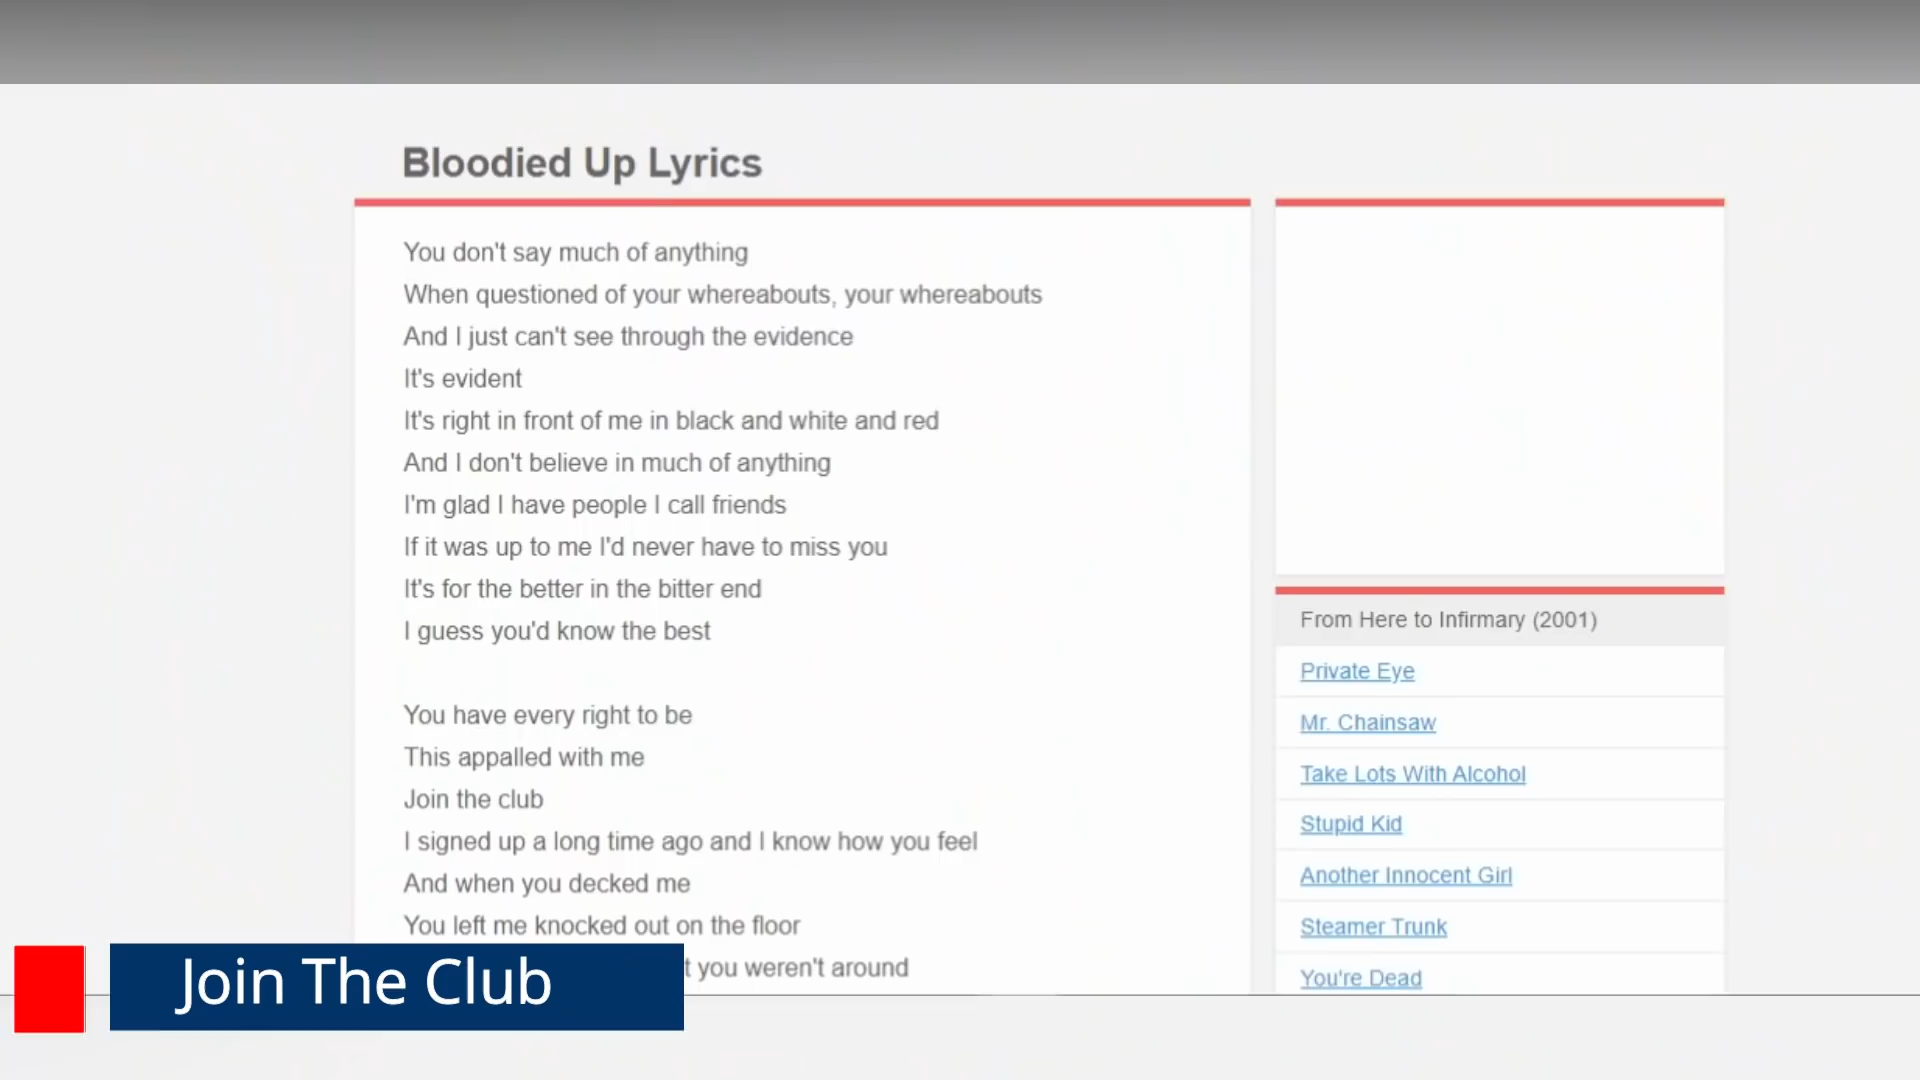 Bloodied Up Lyrics
You don't say much of anything
When questioned of your whereabouts, your whereabouts
And I just can't see through the evidence
It's evident
It's right in front of me in black and white and red
And I don't believe in much of anything
I'm glad I have people I call friends
If it was up to me I'd never have to miss you
It's for the better in the bitter end
I guess you'd know the best
You have every right to be
This appalled with me
Join the club
I signed up a long time ago and I know how you feel
And when you decked me
You left me knocked out on the floor
you weren't around
From Here to Infirmary (2001)
Private Eye
Mr. Chainsaw
Take Lots With Alcohol
Stupid Kid
Another Innocent Girl
Steamer Trunk
You're Dead
Join The Club